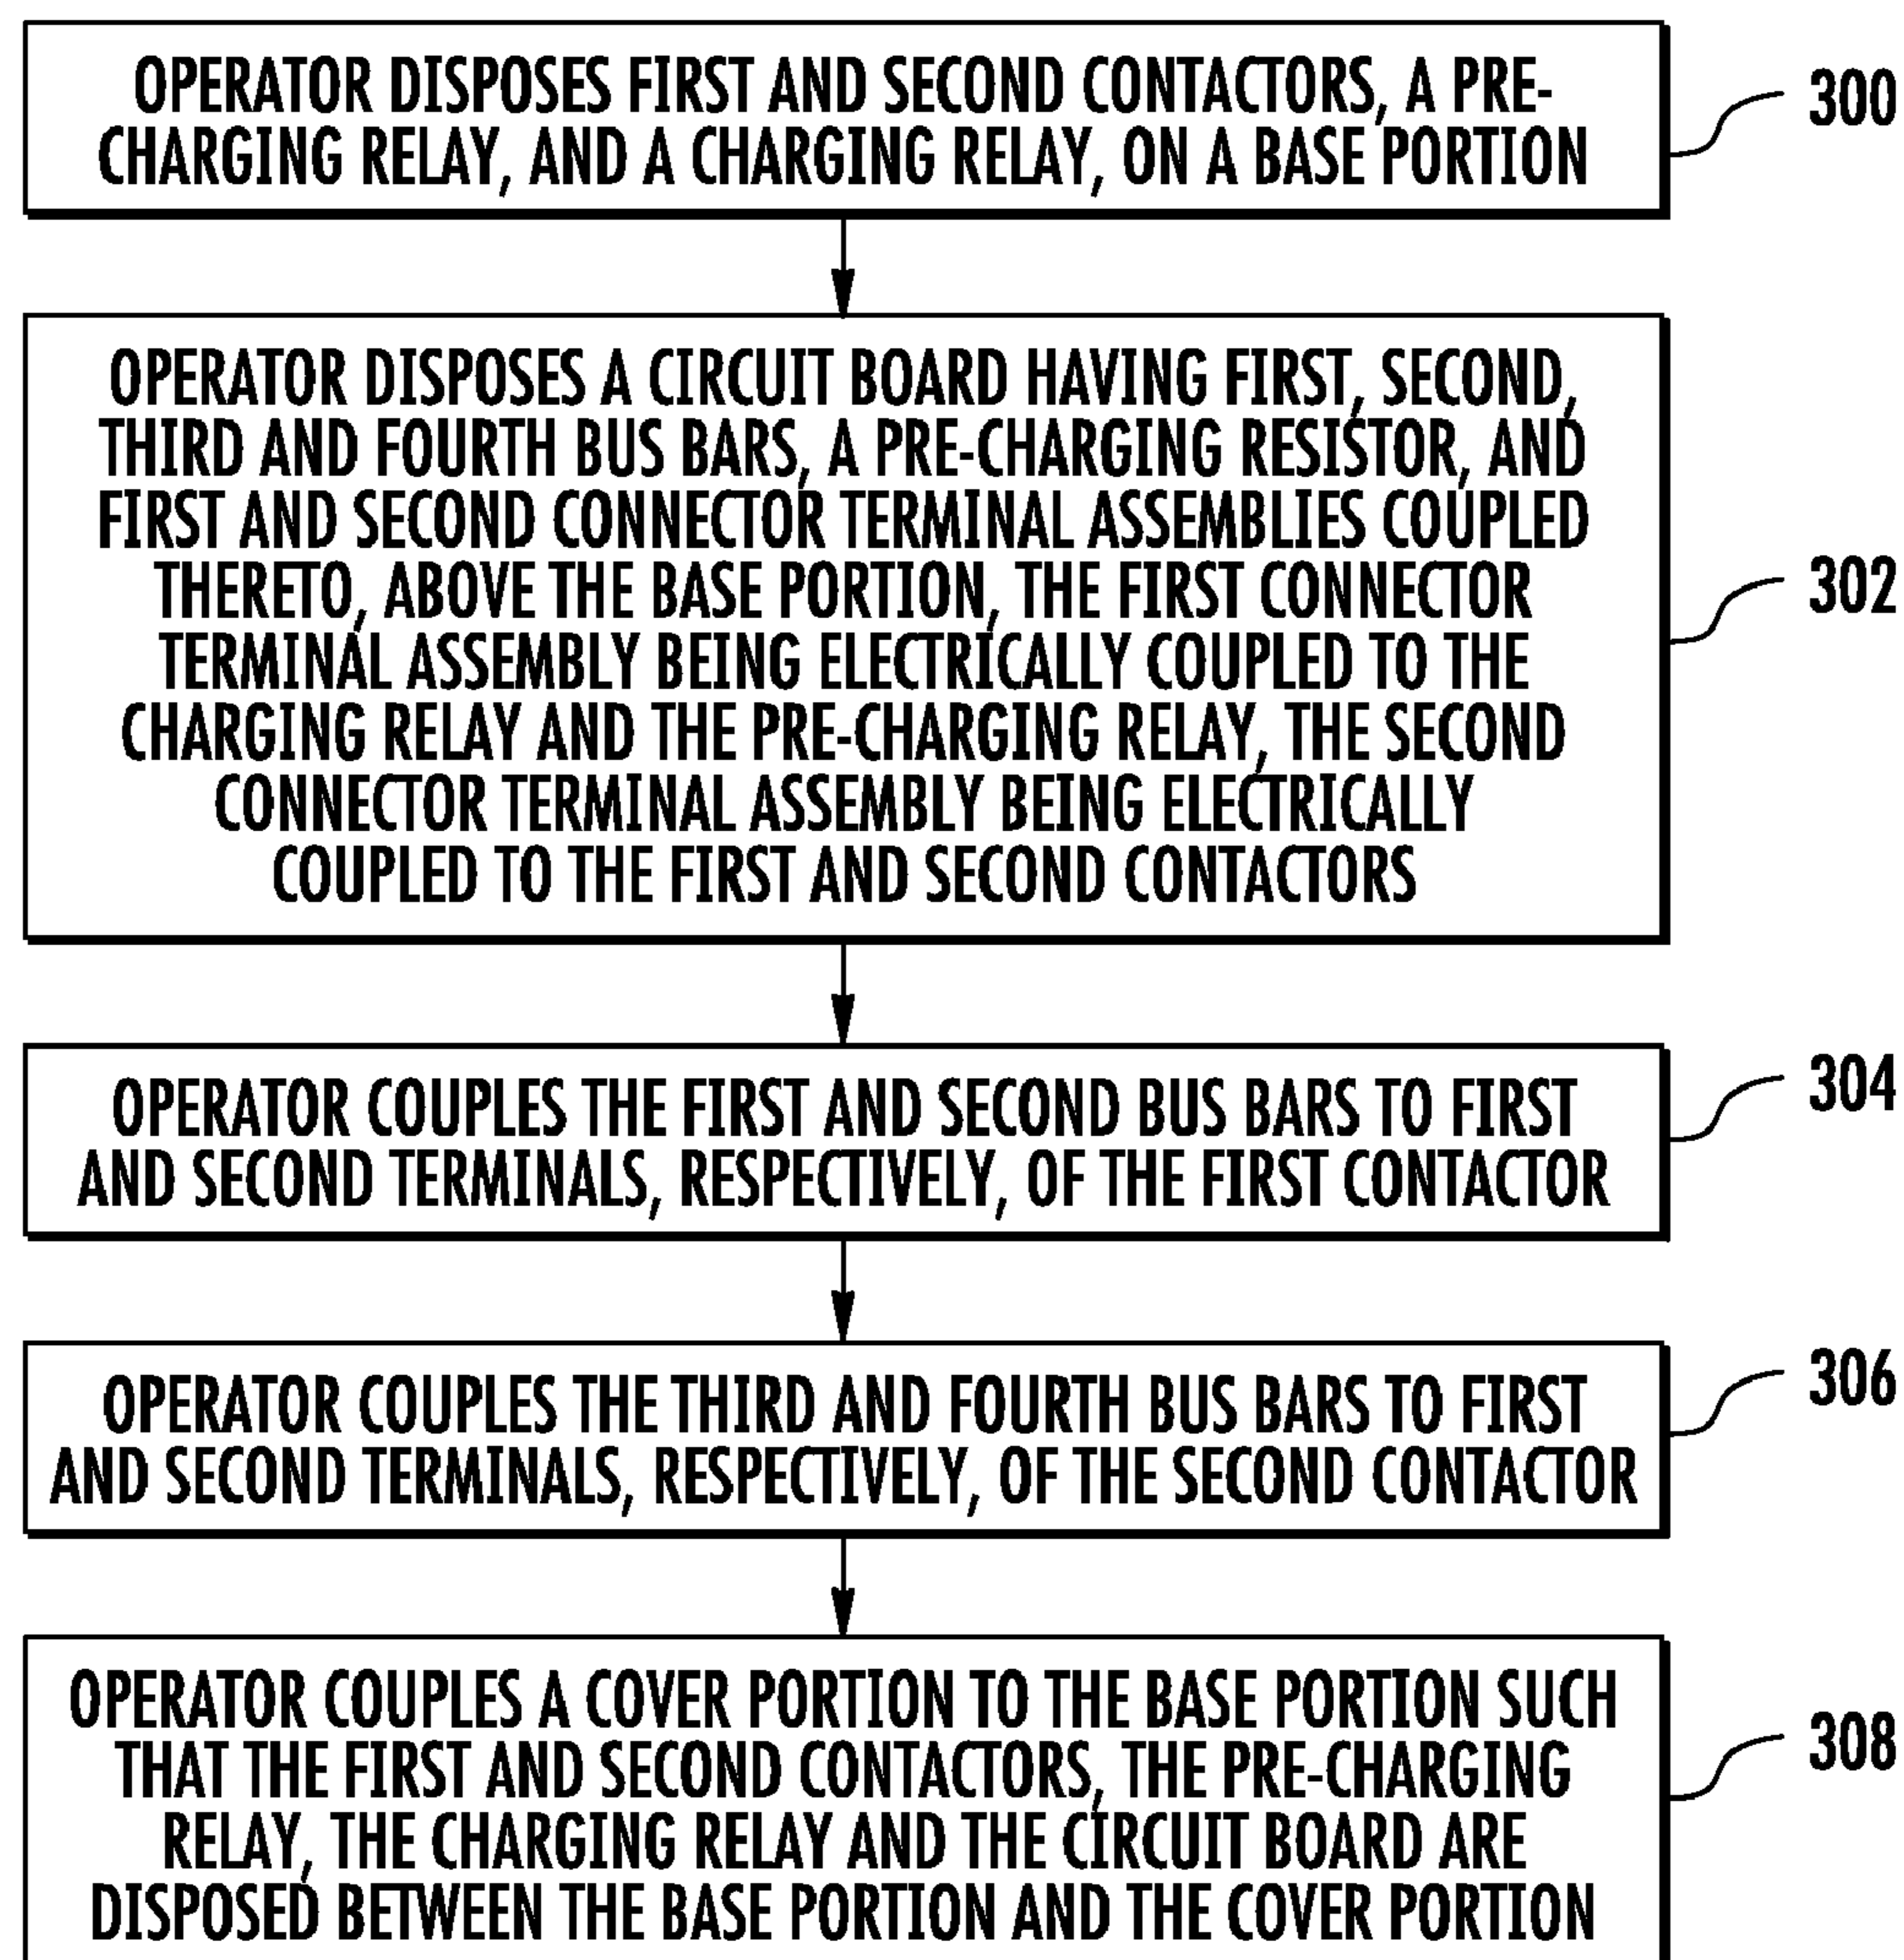 OPERATOR DISPOSES FIRST AND SECOND CONTACTORS, A PRE-
CHARGING RELAY, AND A CHARGING RELAY, ON A BASE PORTION
300
OPERATOR DISPOSES A CIRCUIT BOARD HAVING FIRST, SECOND,
THIRD AND FOURTH BUS BARS, A PRE-CHARGING RESISTOR, AND
FIRST AND SECOND CONNECTOR TERMINAL ASSEMBLIES COUPLED
THERETO, ABOVE THE BASE PORTION, THE FIRST CONNECTOR
TERMINAL ASSEMBLY BEING ELECTRICALLY COUPLED TO THE
CHARGING RELAY AND THE PRE-CHARGING RELAY, THE SECOND
CONNECTOR TERMINAL ASSEMBLY BEING ELECTRICALLY
COUPLED TO THE FIRST AND SECOND CONTACTORS
302
OPERATOR COUPLES THE FIRST AND SECOND BUS BARS TO FIRST
AND SECOND TERMINALS, RESPECTIVELY, OF THE FIRST CONTACTOR
304
OPERATOR COUPLES THE THIRD AND FOURTH BUS BARS TO FIRST
AND SECOND TERMINALS, RESPECTIVELY, OF THE SECOND CONTACTOR
306
OPERATOR COUPLES A COVER PORTION TO THE BASE PORTION SUCH
THAT THE FIRST AND SECOND CONTACTORS, THE PRE-CHARGING
RELAY, THE CHARGING RELAY AND THE CIRCUIT BOARD ARE
DISPOSED BETWEEN THE BASE PORTION AND THE COVER PORTION
308